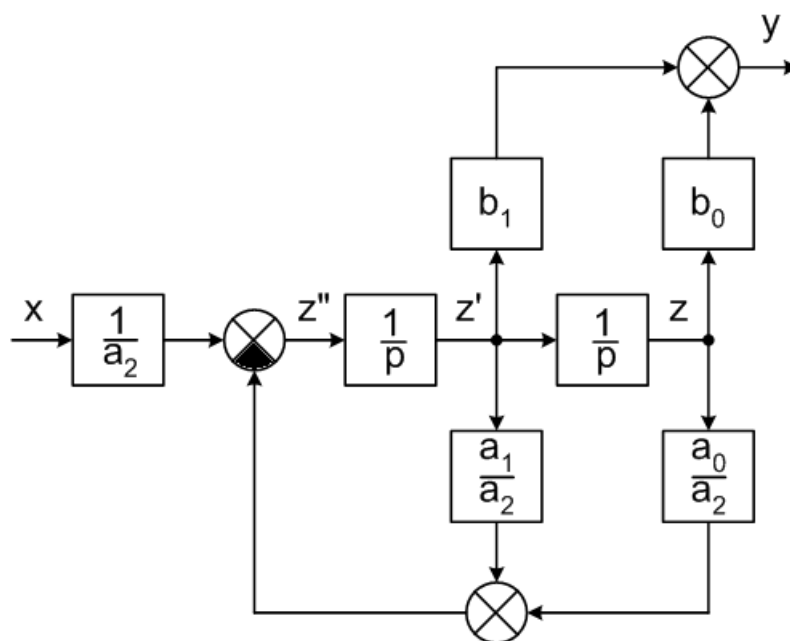 y
b₁
b₀
x
1
a₂
z"
1
p
z'
1
p
z
a₁
a₂
a₀
a₂